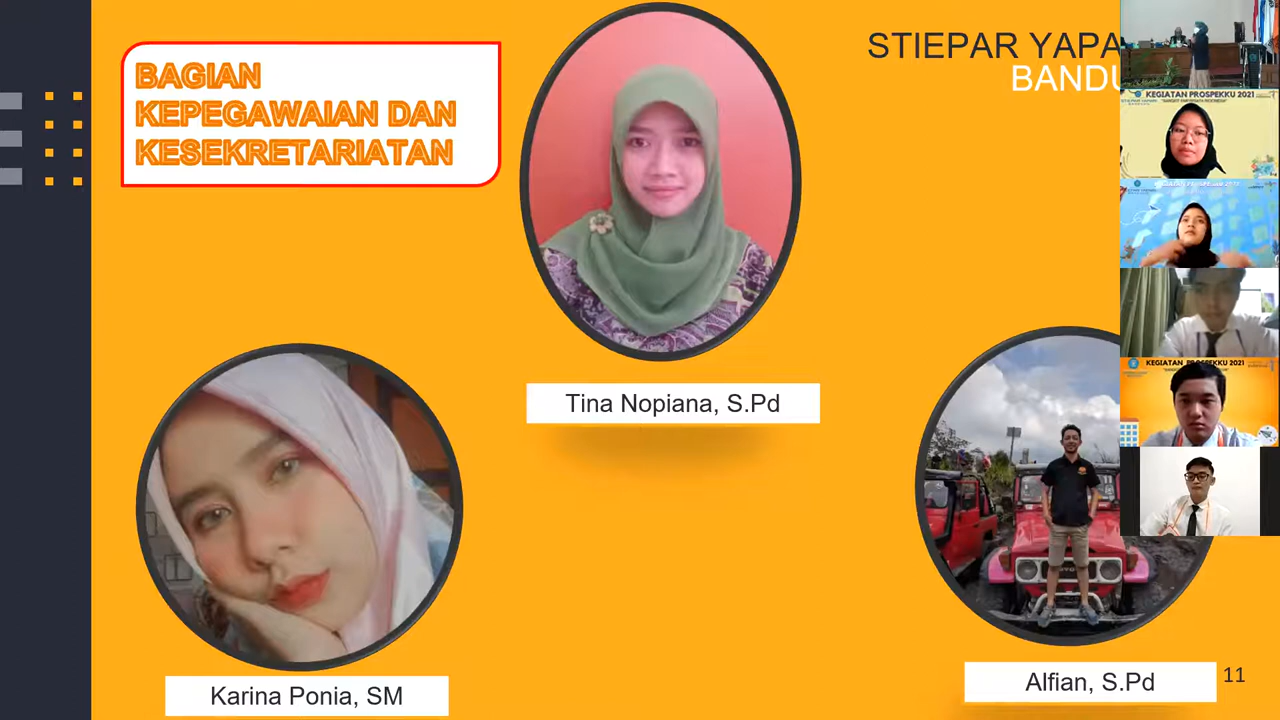 BAGIAN
KEPEGAWAIAN DAN
KESEKRETARIATAN
STIEPAR YAPA
BANDU
Tina Nopiana, S.Pd
Karina Ponia, SM
Alfian, S.Pd
11
KEGIATAN PROSPEKKU 2021
KEGIATAN PROSPEKKU 2021